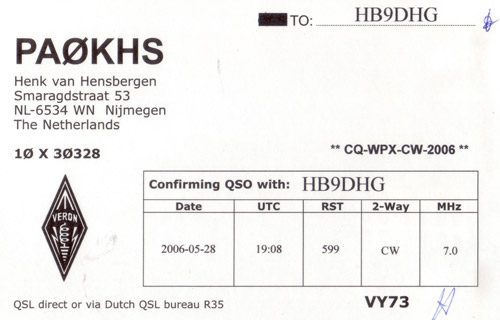 TO: HB9DHG
PAØKHS
Henk van Hensbergen
Smaragdstraat 53
NL-6534 WN Nijmegen
The Netherlands
1Ø X 3Ø328
** CQ-WPX-CW-2006 **
Confirming QSO with: HB9DHG
Date UTC RST 2-Way MHz
2006-05-28 19:08 599 CW 7.0
VERON
QSL direct or via Dutch QSL bureau R35
VY73